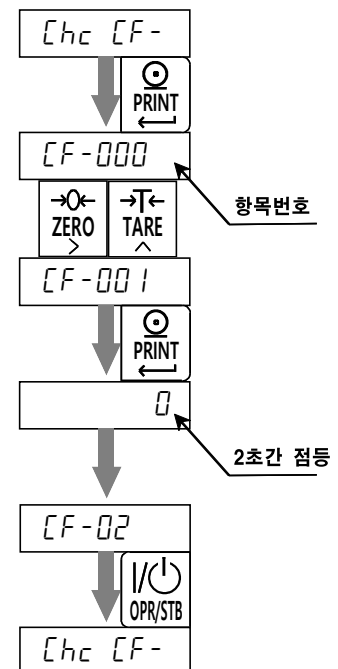 Chc CF-
PRINT
CF-000
항목번호
→0← →T←
ZERO TARE
CF-001
PRINT
0
2초간 점등
CF-02
I/⏻
OPR/STB
Chc CF-